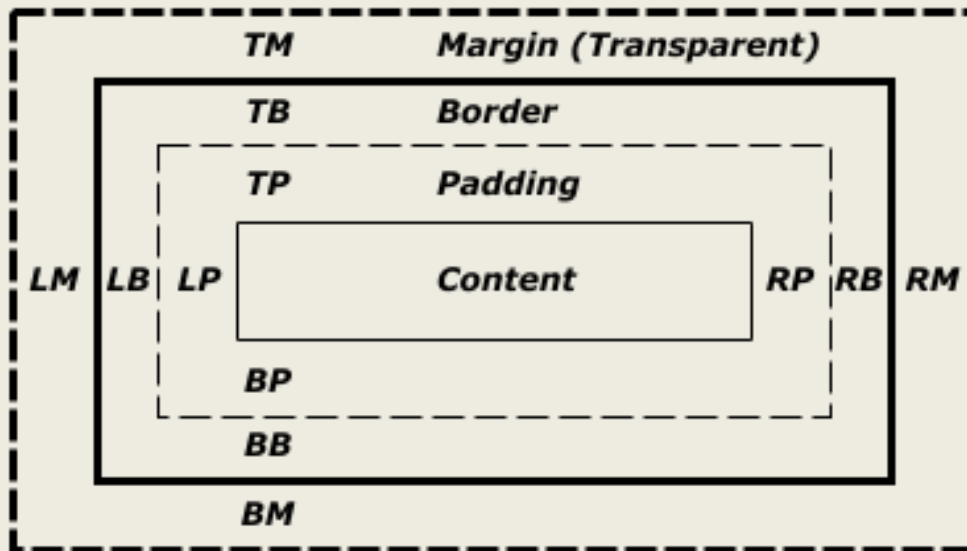 TM Margin (Transparent)
TB Border
TP Padding
LM LB LP Content RP RB RM
BP
BB
BM